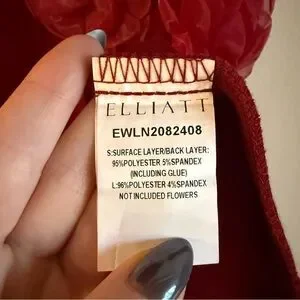 ELLIATT
EWLN2082408
S:SURFACE LAYER/BACK LAYER:
95%POLYESTER 5%SPANDEX
(INCLUDING GLUE)
L:96%POLYESTER 4%SPANDEX
NOT INCLUDED FLOWERS